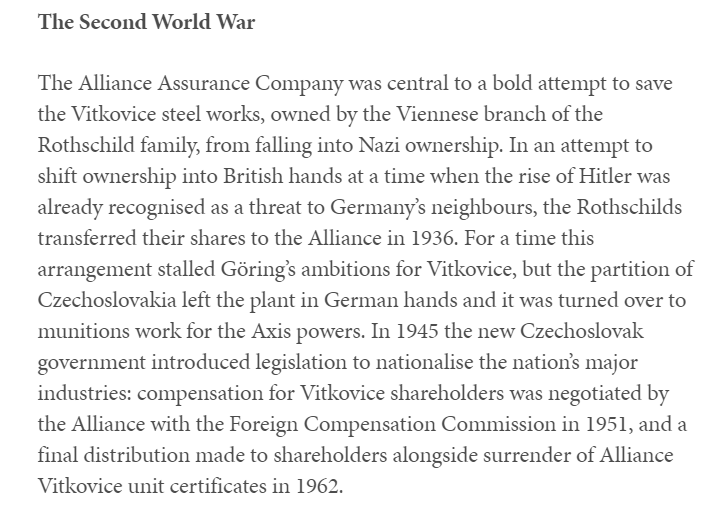 The Second World War
The Alliance Assurance Company was central to a bold attempt to save
the Vitkovice steel works, owned by the Viennese branch of the
Rothschild family, from falling into Nazi ownership. In an attempt to
shift ownership into British hands at a time when the rise of Hitler was
already recognised as a threat to Germany’s neighbours, the Rothschilds
transferred their shares to the Alliance in 1936. For a time this
arrangement stalled Göring’s ambitions for Vitkovice, but the partition of
Czechoslovakia left the plant in German hands and it was turned over to
munitions work for the Axis powers. In 1945 the new Czechoslovak
government introduced legislation to nationalise the nation’s major
industries: compensation for Vitkovice shareholders was negotiated by
the Alliance with the Foreign Compensation Commission in 1951, and a
final distribution made to shareholders alongside surrender of Alliance
Vitkovice unit certificates in 1962.